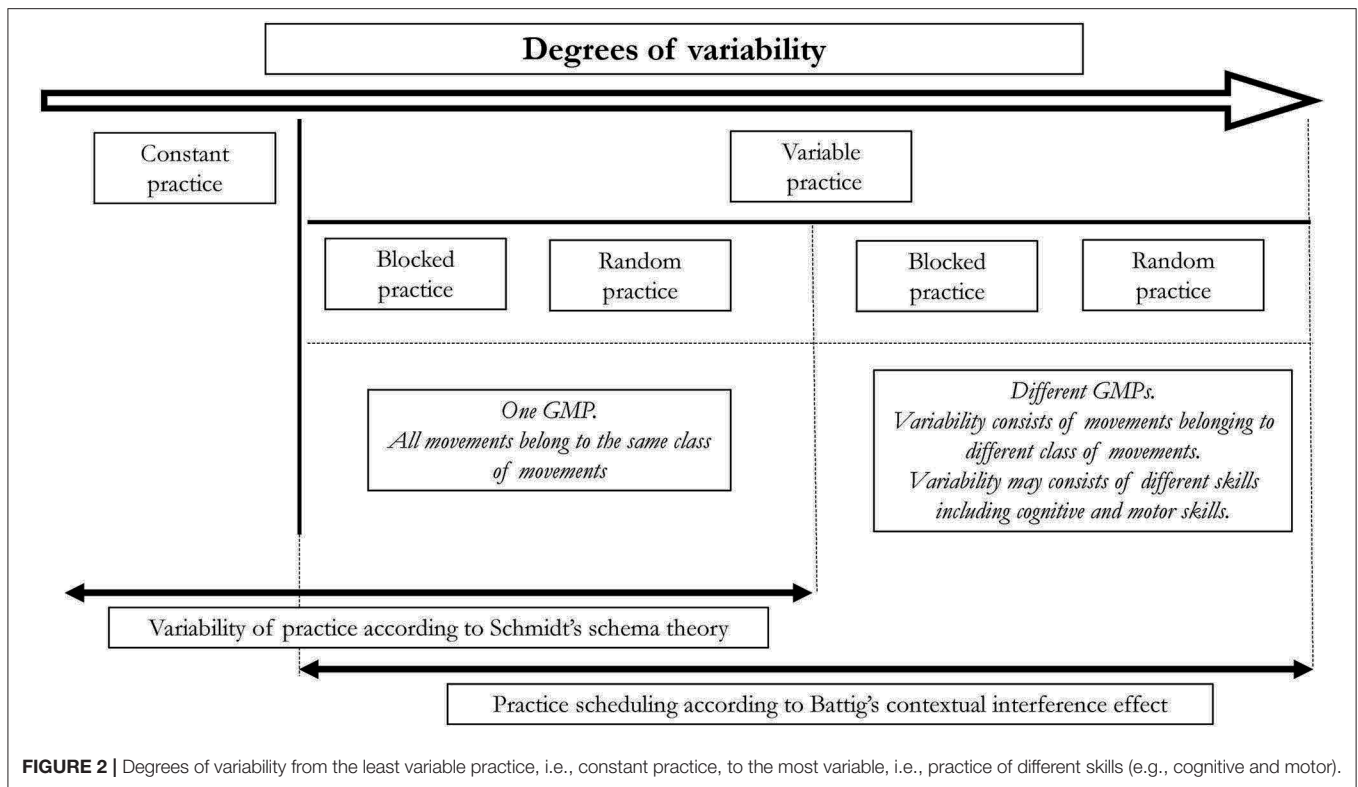 Degrees of variability
Constant
practice
Variable
practice
Blocked
practice
Random
practice
Blocked
practice
Random
practice
One GMP.
All movements belong to the same class
of movements
Different GMPs.
Variability consists of movements belonging to
different class of movements.
Variability may consists of different skills
including cognitive and motor skills.
Variability of practice according to Schmidt's schema theory
Practice scheduling according to Battig's contextual interference effect
FIGURE 2 | Degrees of variability from the least variable practice, i.e., constant practice, to the most variable, i.e., practice of different skills (e.g., cognitive and motor).